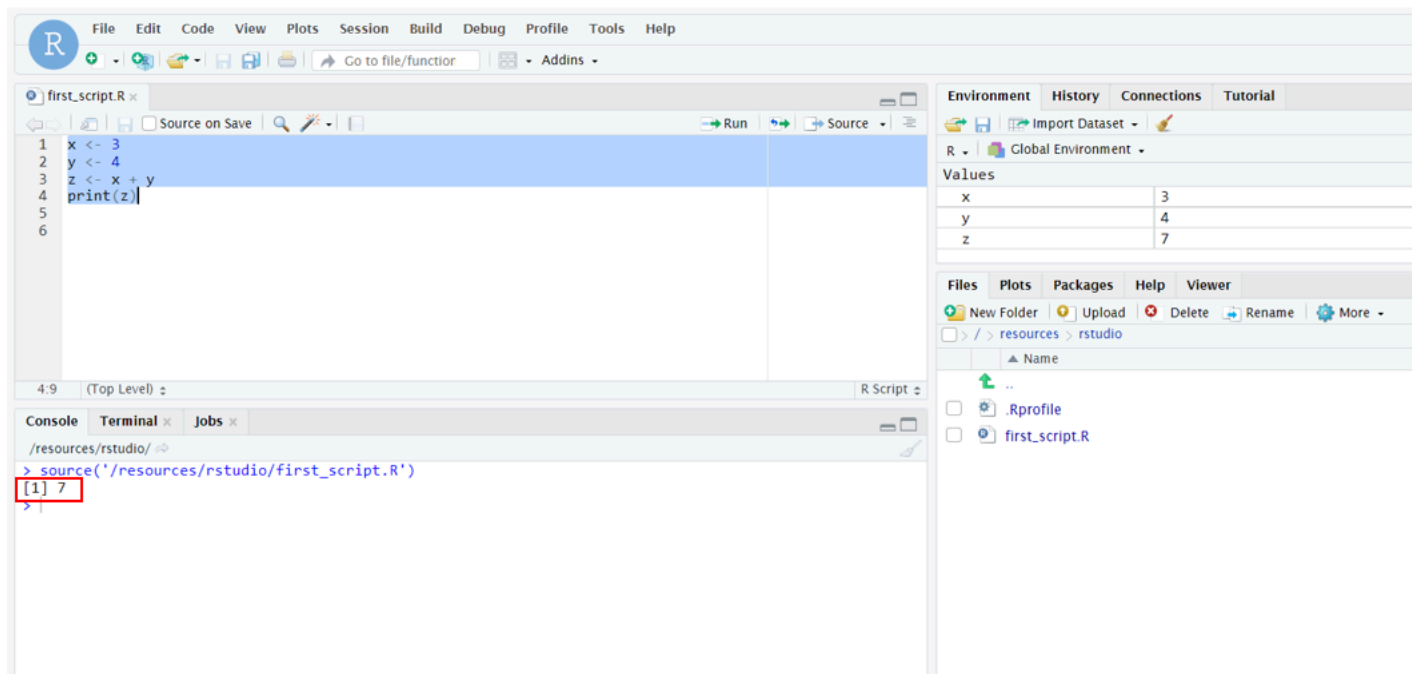 R
File Edit Code View Plots Session Build Debug Profile Tools Help
Go to file/functior Addins
first_script.R
Source on Save Run Source
1 x <- 3
2 y <- 4
3 z <- x + y
4 print(z)
5
6
4:9 (Top Level) R Script
Console Terminal Jobs
/resources/rstudio/
> source('/resources/rstudio/first_script.R')
[1] 7
>
Environment History Connections Tutorial
Import Dataset
R Global Environment
Values
x 3
y 4
z 7
Files Plots Packages Help Viewer
New Folder Upload Delete Rename More
/ > resources > rstudio
Name
..
.Rprofile
first_script.R